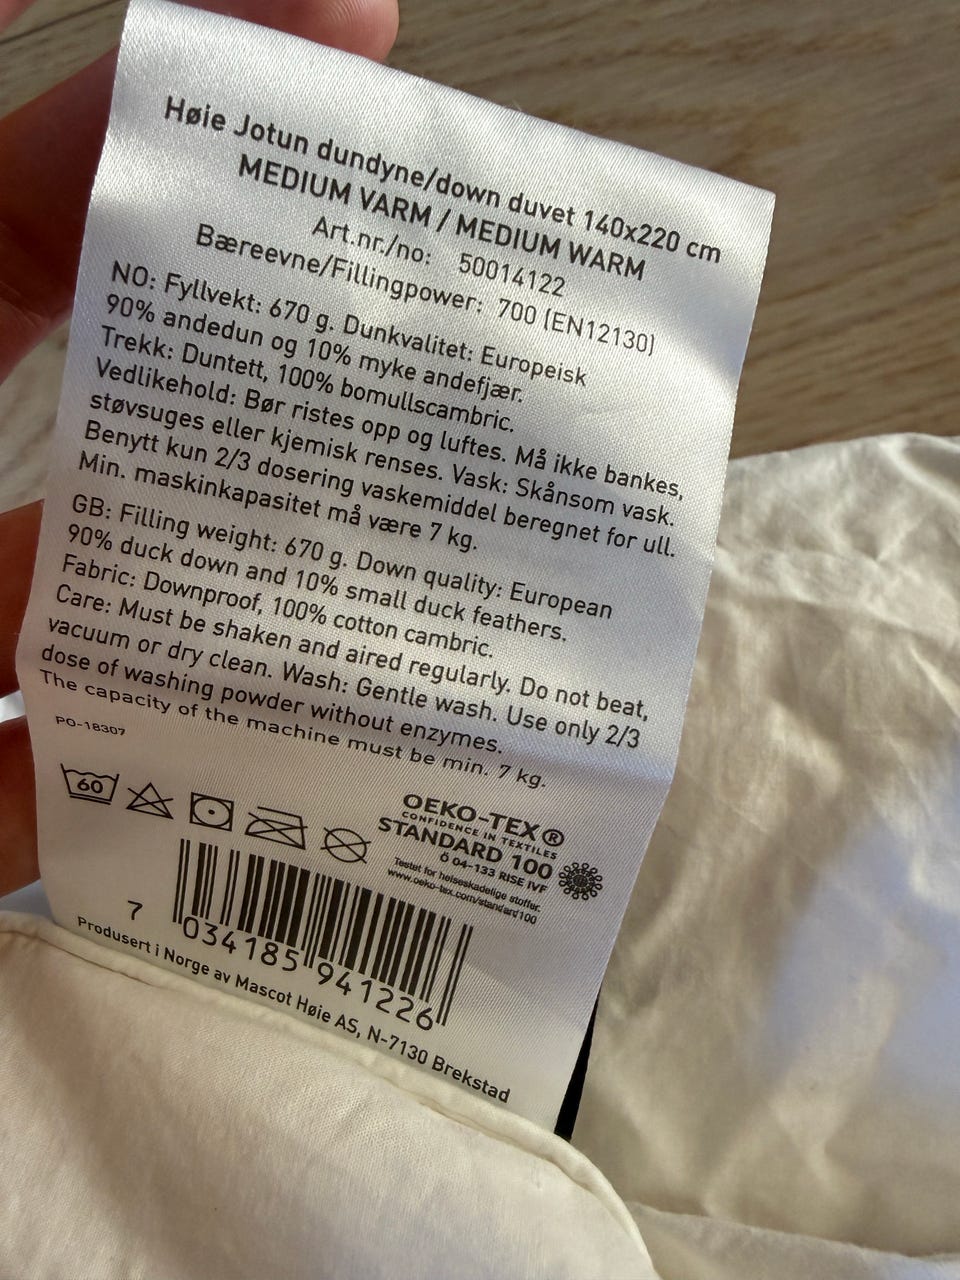 Høie Jotun dundyne/down duvet 140x220 cm
MEDIUM VARM / MEDIUM WARM
Art.nr./no: 50014122
Bæreevne/Fillingpower: 700 (EN12130)
NO: Fyllvekt: 670 g. Dunkvalitet: Europeisk
90% andedun og 10% myke andefjær.
Trekk: Duntett, 100% bomullscambric.
Vedlikehold: Bør ristes opp og luftes. Må ikke bankes,
støvsuges eller kjemisk renses. Vask: Skånsom vask.
Benytt kun 2/3 dosering vaskemiddel beregnet for ull.
Min. maskinkapasitet må være 7 kg.
GB: Filling weight: 670 g. Down quality: European
90% duck down and 10% small duck feathers.
Fabric: Downproof, 100% cotton cambric.
Care: Must be shaken and aired regularly. Do not beat,
vacuum or dry clean. Wash: Gentle wash. Use only 2/3
dose of washing powder without enzymes.
The capacity of the machine must be min. 7 kg.
PO-18307
60
OEKO-TEX®
CONFIDENCE IN TEXTILES
STANDARD 100
Ö 04-133 RISE IVF
Testet for helseskadelige stoffer.
www.oeko-tex.com/standard100
7 034185 941226
Produsert i Norge av Mascot Høie AS, N-7130 Brekstad